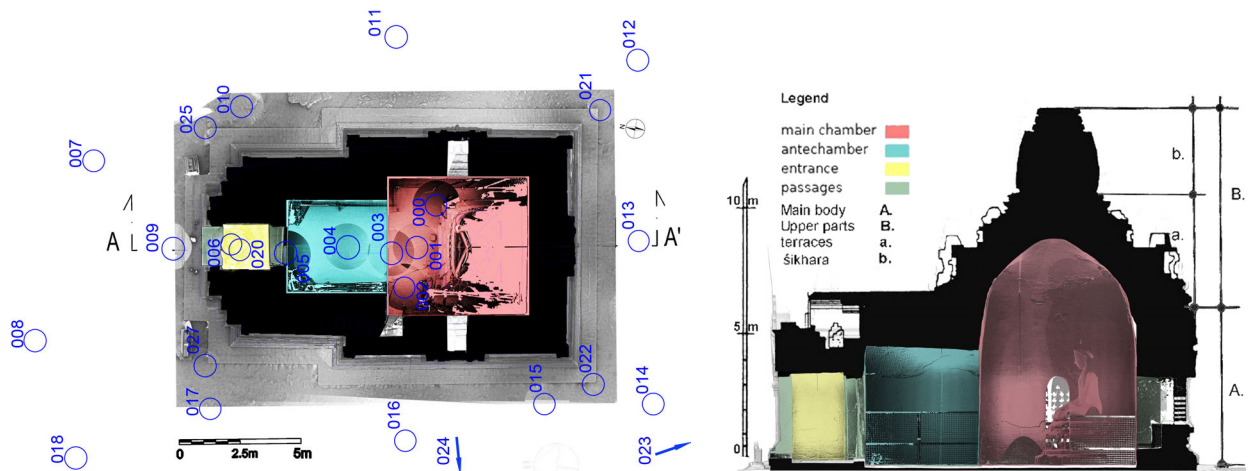 011
012
021
010
025
007
A
009
006
020
005
004
003
000
001
002
013
A'
N
008
027
017
018
016
015
022
014
024
023
0
2.5m
5m
Legend
main chamber
antechamber
entrance
passages
Main body A.
Upper parts B.
terraces a.
śikhara b.
10 m
5 m
0
b.
a.
B.
A.